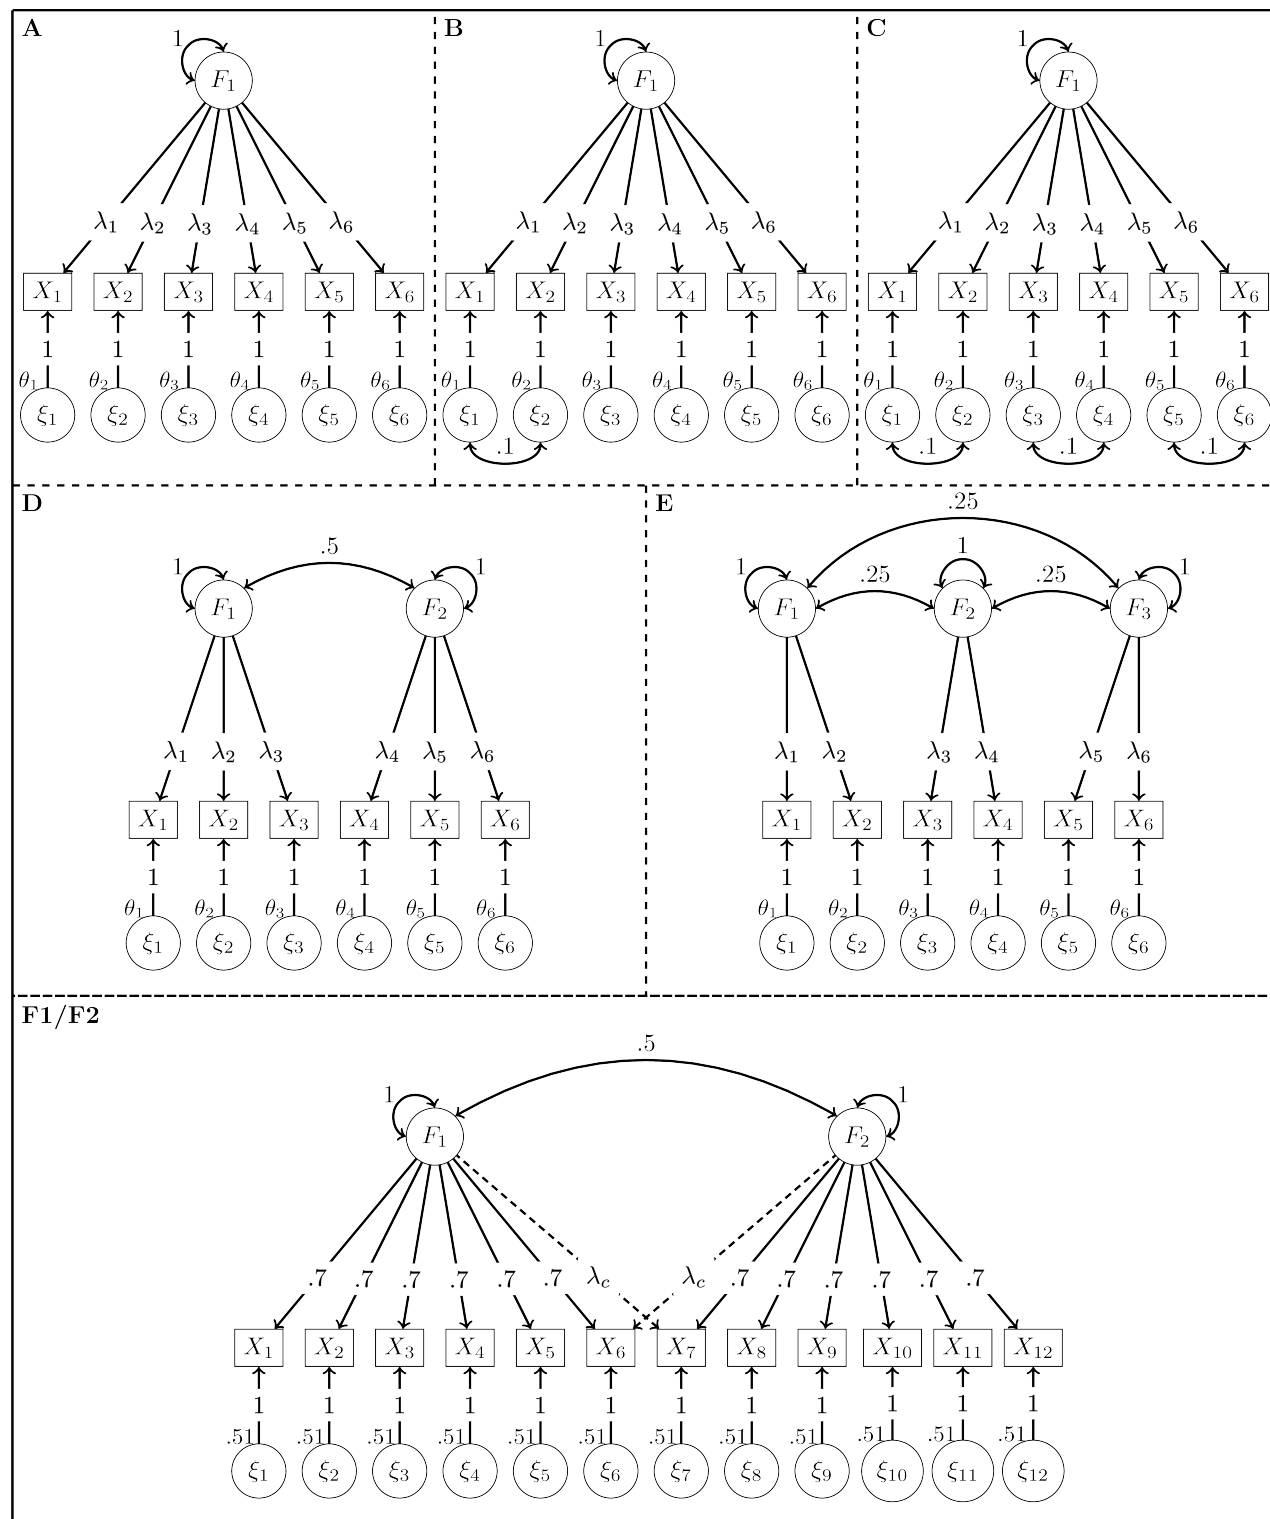 A B C
1 1 1
F₁ F₁ F₁
λ₁ λ₂ λ₃ λ₄ λ₅ λ₆ λ₁ λ₂ λ₃ λ₄ λ₅ λ₆ λ₁ λ₂ λ₃ λ₄ λ₅ λ₆
X₁ X₂ X₃ X₄ X₅ X₆ X₁ X₂ X₃ X₄ X₅ X₆ X₁ X₂ X₃ X₄ X₅ X₆
1 1 1 1 1 1 1 1 1 1 1 1 1 1 1 1 1 1
θ₁ θ₂ θ₃ θ₄ θ₅ θ₆ θ₁ θ₂ θ₃ θ₄ θ₅ θ₆ θ₁ θ₂ θ₃ θ₄ θ₅ θ₆
ξ₁ ξ₂ ξ₃ ξ₄ ξ₅ ξ₆ ξ₁ ξ₂ ξ₃ ξ₄ ξ₅ ξ₆ ξ₁ ξ₂ ξ₃ ξ₄ ξ₅ ξ₆
.1 .1 .1 .1
D E
.25
.5 1
1 1 1 .25 .25 1
F₁ F₂ F₁ F₂ F₃
λ₁ λ₂ λ₃ λ₄ λ₅ λ₆ λ₁ λ₂ λ₃ λ₄ λ₅ λ₆
X₁ X₂ X₃ X₄ X₅ X₆ X₁ X₂ X₃ X₄ X₅ X₆
1 1 1 1 1 1 1 1 1 1 1 1
θ₁ θ₂ θ₃ θ₄ θ₅ θ₆ θ₁ θ₂ θ₃ θ₄ θ₅ θ₆
ξ₁ ξ₂ ξ₃ ξ₄ ξ₅ ξ₆ ξ₁ ξ₂ ξ₃ ξ₄ ξ₅ ξ₆
F1/F2
.5
1 1
F₁ F₂
.7 .7 .7 .7 .7 .7 λc λc .7 .7 .7 .7 .7 .7
X₁ X₂ X₃ X₄ X₅ X₆ X₇ X₈ X₉ X₁₀ X₁₁ X₁₂
1 1 1 1 1 1 1 1 1 1 1 1
.51 .51 .51 .51 .51 .51 .51 .51 .51 .51 .51 .51
ξ₁ ξ₂ ξ₃ ξ₄ ξ₅ ξ₆ ξ₇ ξ₈ ξ₉ ξ₁₀ ξ₁₁ ξ₁₂